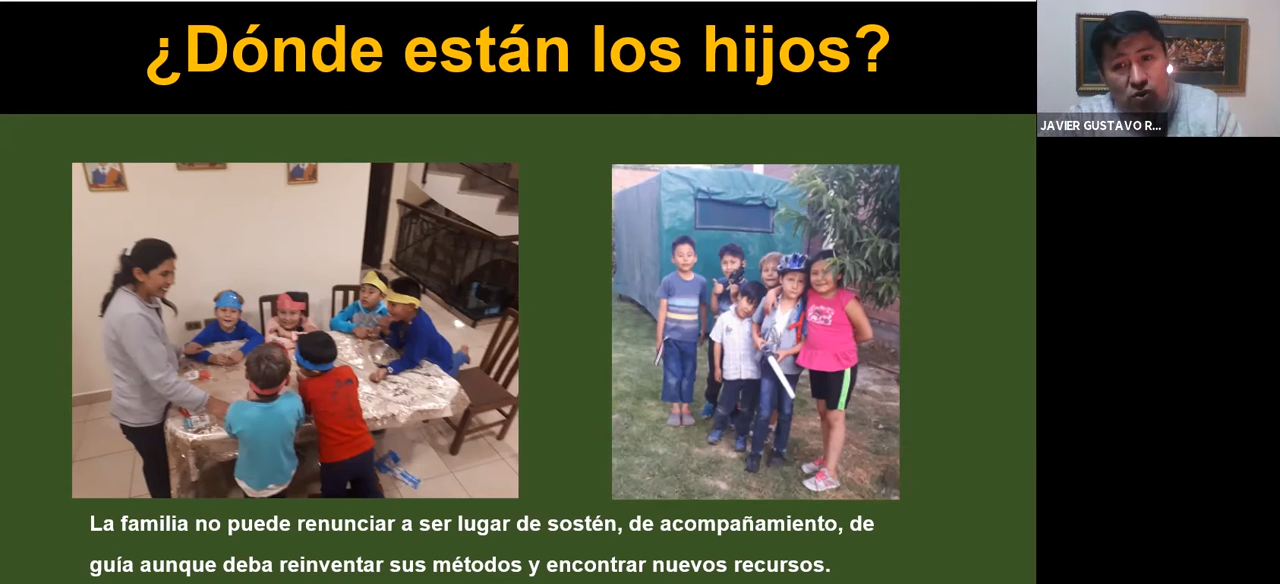 ¿Dónde están los hijos?
JAVIER GUSTAVO R...
La familia no puede renunciar a ser lugar de sostén, de acompañamiento, de
guía aunque deba reinventar sus métodos y encontrar nuevos recursos.